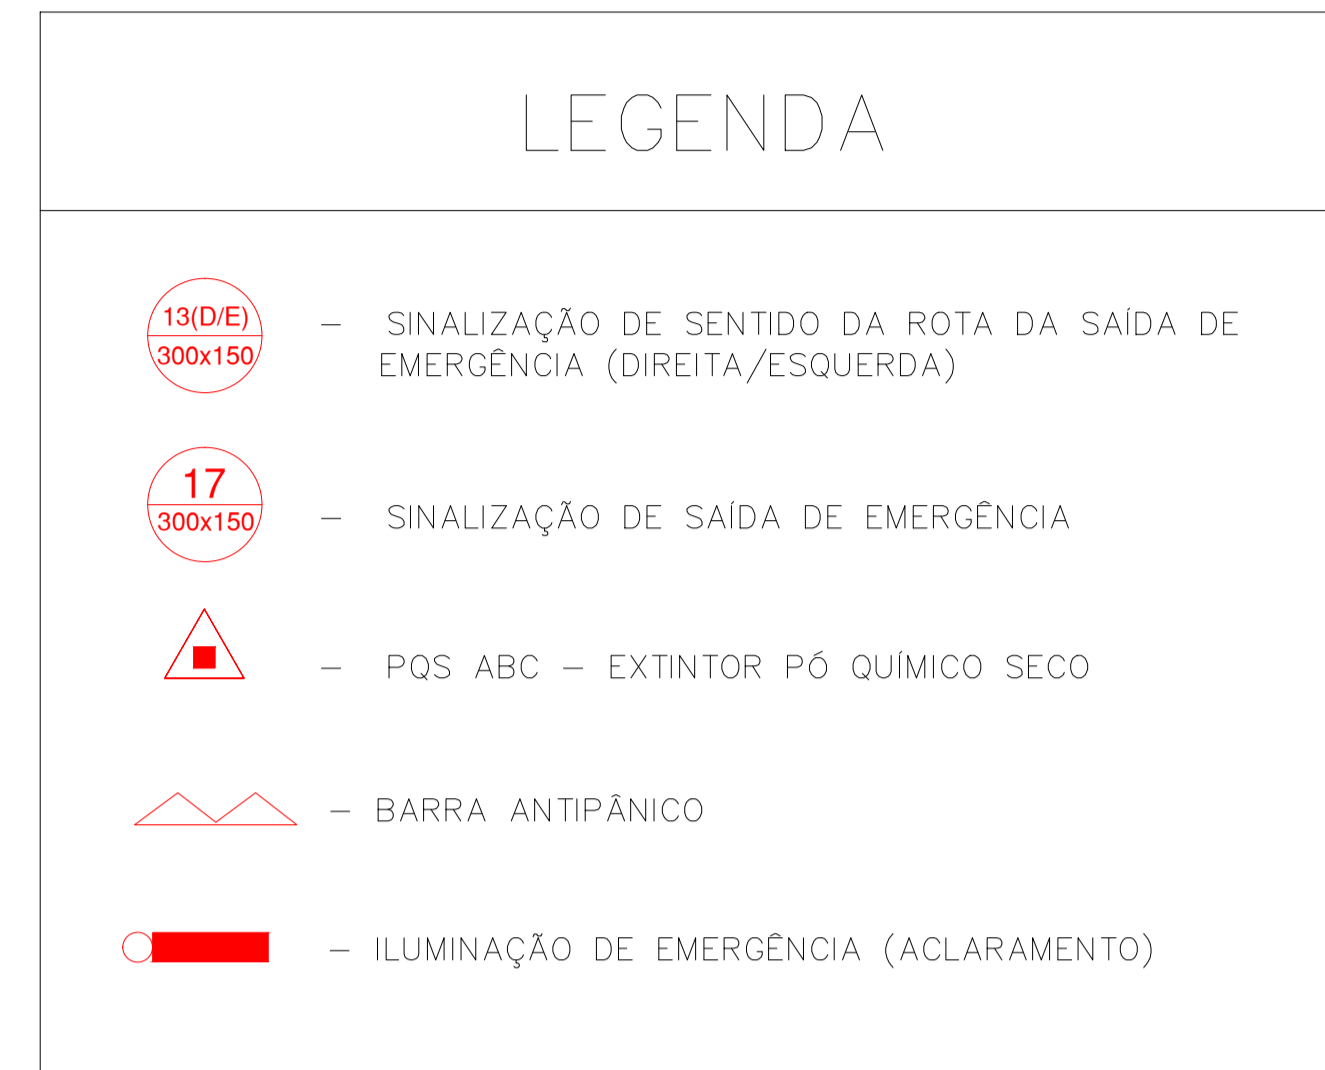 LEGENDA
13(D/E)
300x150
– SINALIZAÇÃO DE SENTIDO DA ROTA DA SAÍDA DE
EMERGÊNCIA (DIREITA/ESQUERDA)
17
300x150
– SINALIZAÇÃO DE SAÍDA DE EMERGÊNCIA
– PQS ABC – EXTINTOR PÓ QUÍMICO SECO
– BARRA ANTIPÂNICO
– ILUMINAÇÃO DE EMERGÊNCIA (ACLARAMENTO)